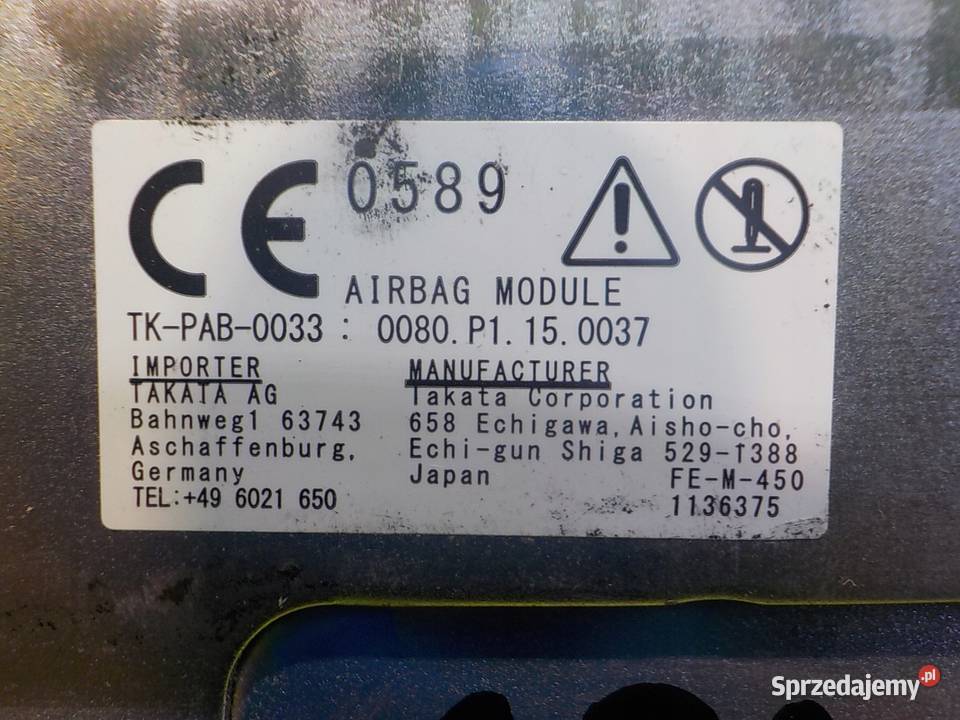 CE 0589
AIRBAG MODULE
TK-PAB-0033 : 0080.P1.15.0037
IMPORTER
TAKATA AG
Bahnweg1 63743
Aschaffenburg,
Germany
TEL:+49 6021 650
MANUFACTURER
Takata Corporation
658 Echigawa,Aisho-cho,
Echi-gun Shiga 529-1388
Japan
FE-M-450
1136375
Sprzedajemy.pl